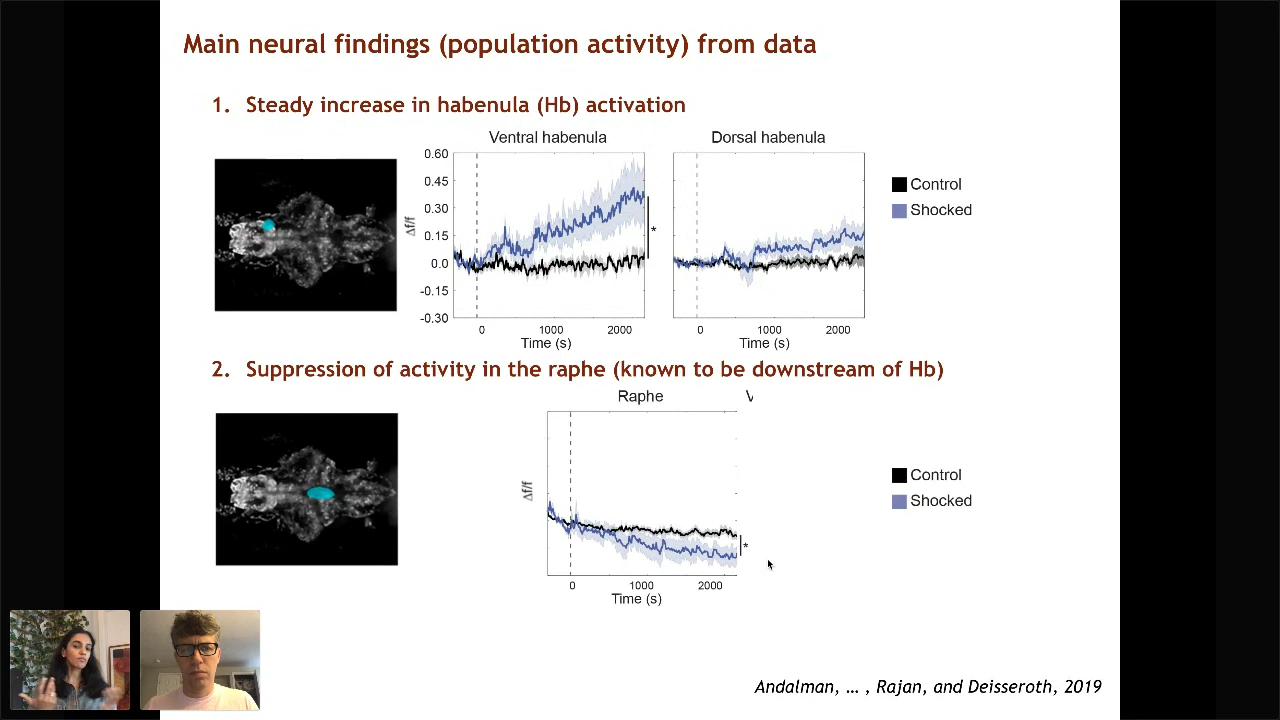 Main neural findings (population activity) from data
1. Steady increase in habenula (Hb) activation
Ventral habenula
Dorsal habenula
0.60
0.45
0.30
0.15
0.0
-0.15
-0.30
Δf/f
*
0 1000 2000
Time (s)
0 1000 2000
Time (s)
Control
Shocked
2. Suppression of activity in the raphe (known to be downstream of Hb)
Raphe
Δf/f
*
0 1000 2000
Time (s)
Control
Shocked
Andalman, … , Rajan, and Deisseroth, 2019